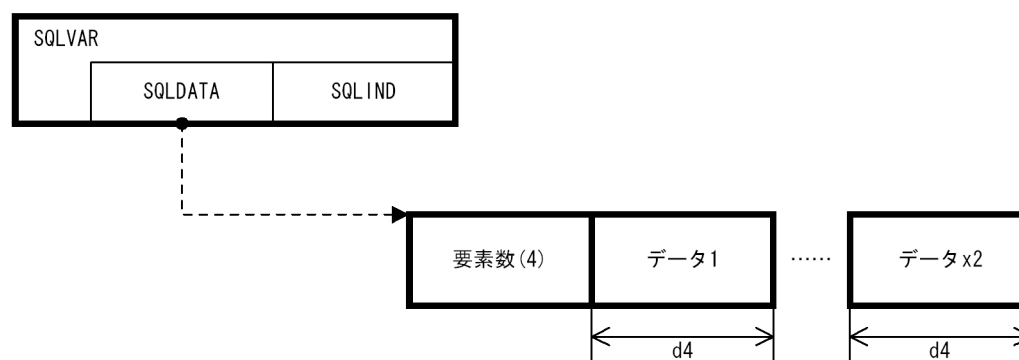 SQLVAR
SQLDATA SQLIND
要素数(4) データ1 …… データx2
d4 d4